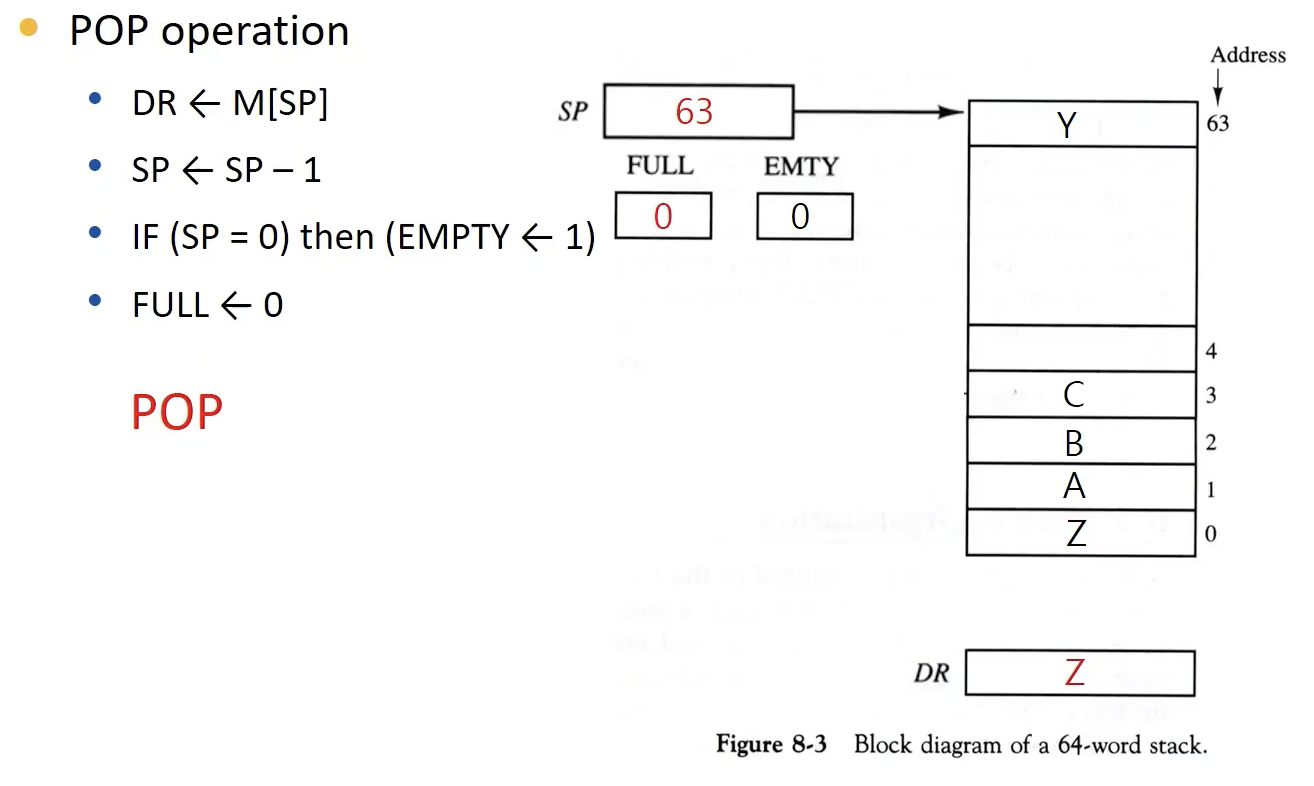 POP operation
DR ← M[SP]
SP ← SP – 1
IF (SP = 0) then (EMPTY ← 1)
FULL ← 0
POP
Address
SP 63
Y 63
FULL EMTY
0 0
4
C 3
B 2
A 1
Z 0
DR Z
Figure 8-3 Block diagram of a 64-word stack.